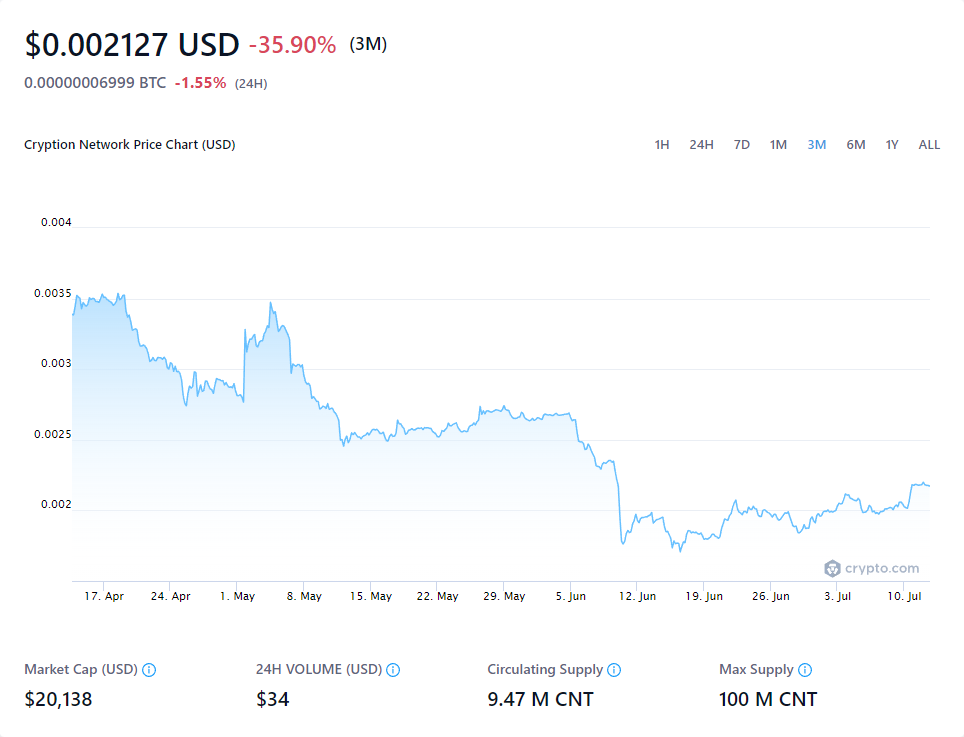 $0.002127 USD -35.90% (3M)
0.00000006999 BTC -1.55% (24H)
Cryption Network Price Chart (USD) 1H 24H 7D 1M 3M 6M 1Y ALL
0.004
0.0035
0.003
0.0025
0.002
crypto.com
17. Apr 24. Apr 1. May 8. May 15. May 22. May 29. May 5. Jun 12. Jun 19. Jun 26. Jun 3. Jul 10. Jul
Market Cap (USD) 24H VOLUME (USD) Circulating Supply Max Supply
$20,138 $34 9.47 M CNT 100 M CNT